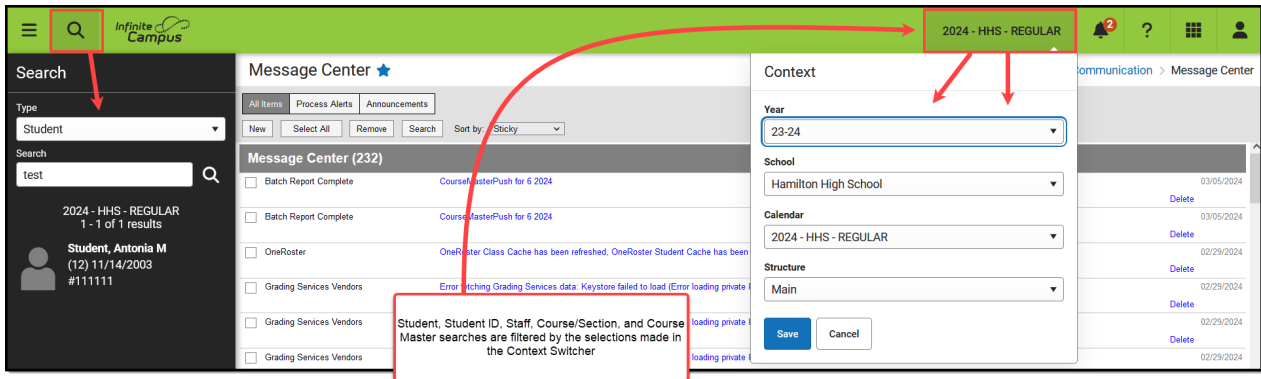 Infinite Campus
2024 - HHS - REGULAR
2
?
Search
Type
Student
Search
test
2024 - HHS - REGULAR
1 - 1 of 1 results
Student, Antonia M
(12) 11/14/2003
#111111
Message Center
Communication > Message Center
All Items Process Alerts Announcements
New Select All Remove Search Sort by: Sticky
Message Center (232)
Batch Report Complete CourseMasterPush for 6 2024 03/05/2024
Delete
Batch Report Complete CourseMasterPush for 6 2024 03/05/2024
Delete
OneRoster OneRoster Class Cache has been refreshed, OneRoster Student Cache has been 02/29/2024
Delete
Grading Services Vendors Error fetching Grading Services data: Keystore failed to load (Error loading private 02/29/2024
Delete
Grading Services Vendors loading private 02/29/2024
Delete
Grading Services Vendors loading private 02/29/2024
Student, Student ID, Staff, Course/Section, and Course
Master searches are filtered by the selections made in
the Context Switcher
Context
Year
23-24
School
Hamilton High School
Calendar
2024 - HHS - REGULAR
Structure
Main
Save Cancel